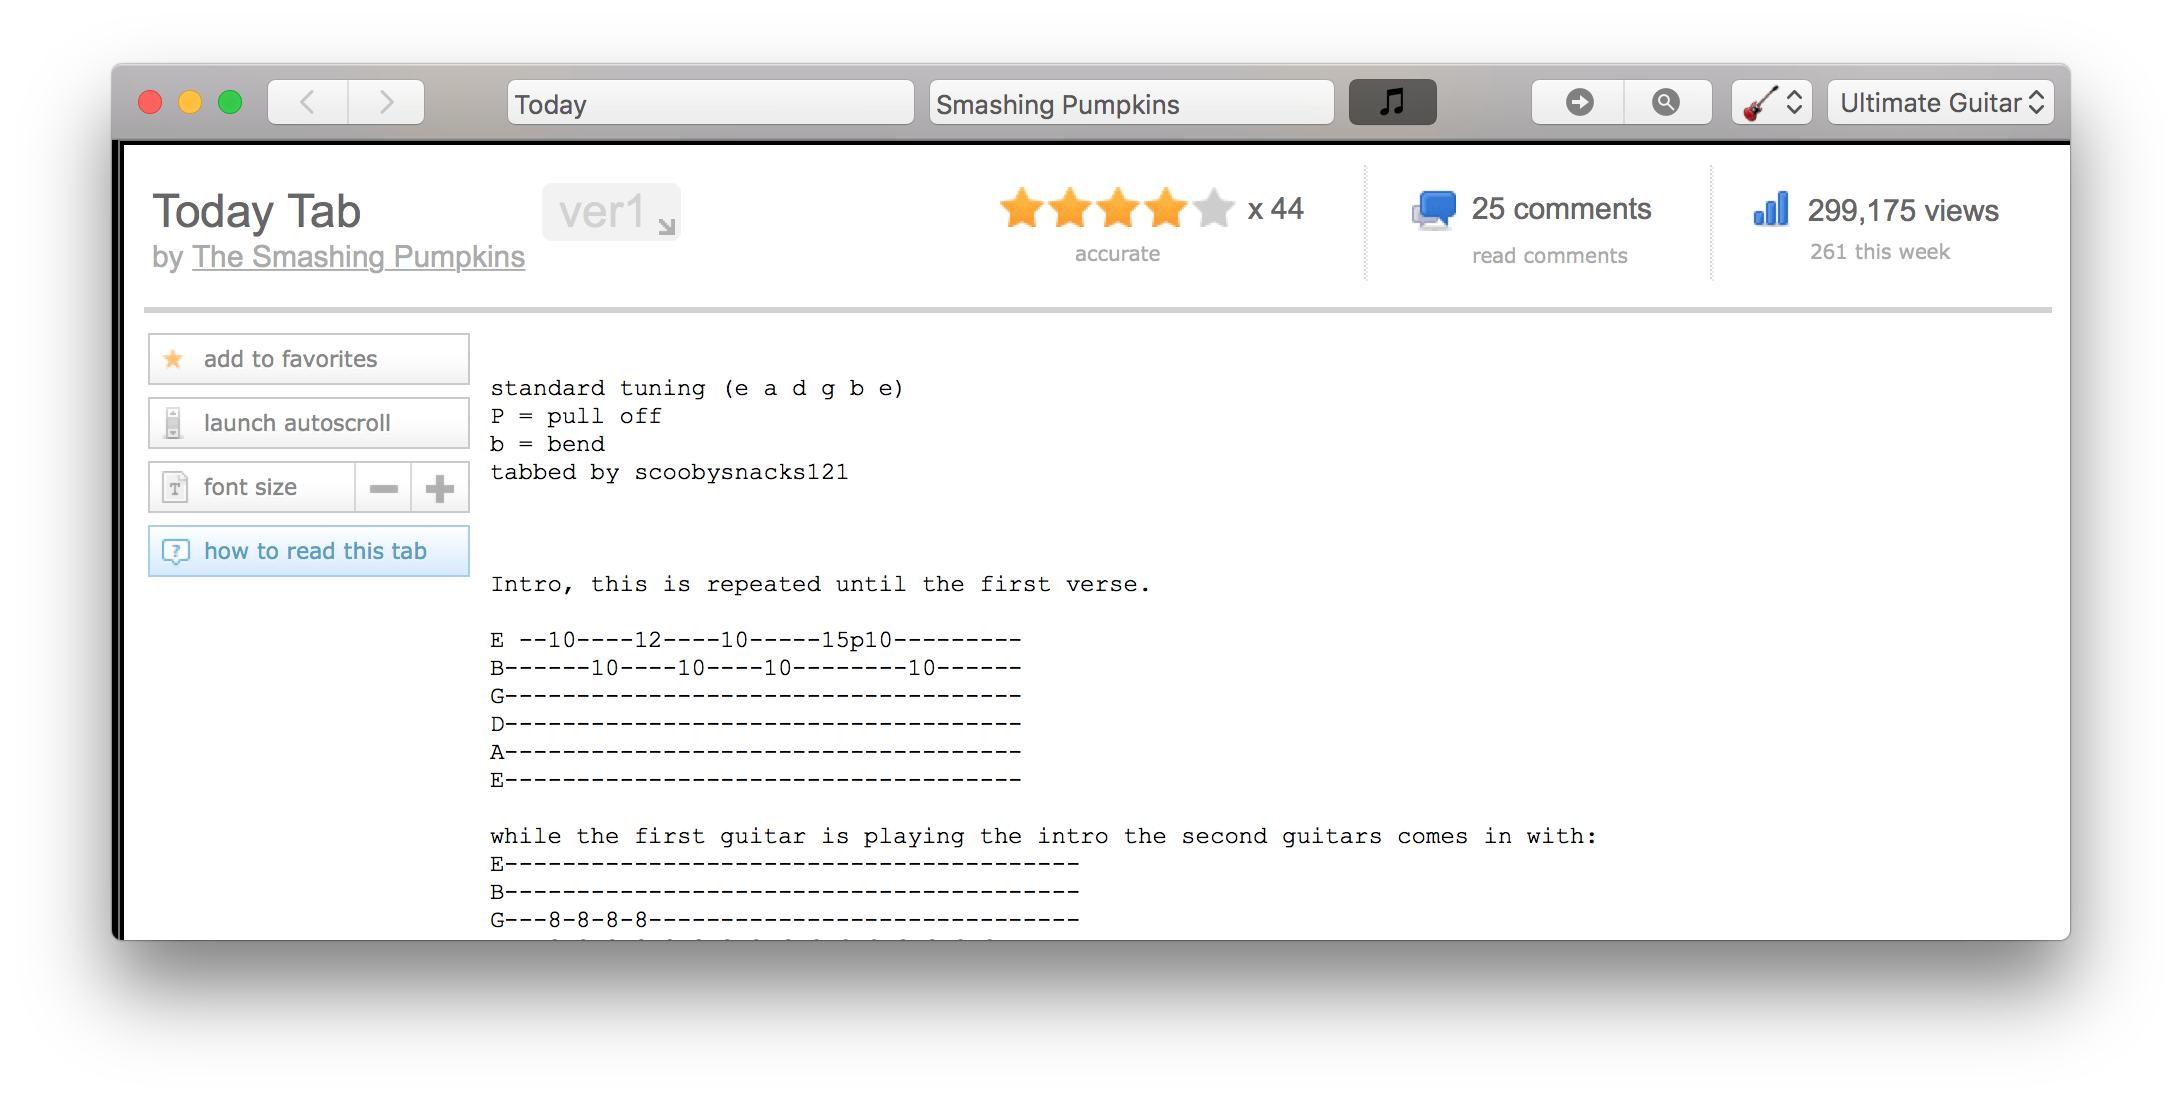 Today
Smashing Pumpkins
Ultimate Guitar
Today Tab
ver1
by The Smashing Pumpkins
x 44
accurate
25 comments
read comments
299,175 views
261 this week
add to favorites
launch autoscroll
font size
how to read this tab
standard tuning (e a d g b e)
P = pull off
b = bend
tabbed by scoobysnacks121
Intro, this is repeated until the first verse.
E --10----12----10-----15p10---------
B------10----10----10--------10------
G------------------------------------
D------------------------------------
A------------------------------------
E------------------------------------
while the first guitar is playing the intro the second guitars comes in with:
E----------------------------------------
B----------------------------------------
G---8-8-8-8------------------------------